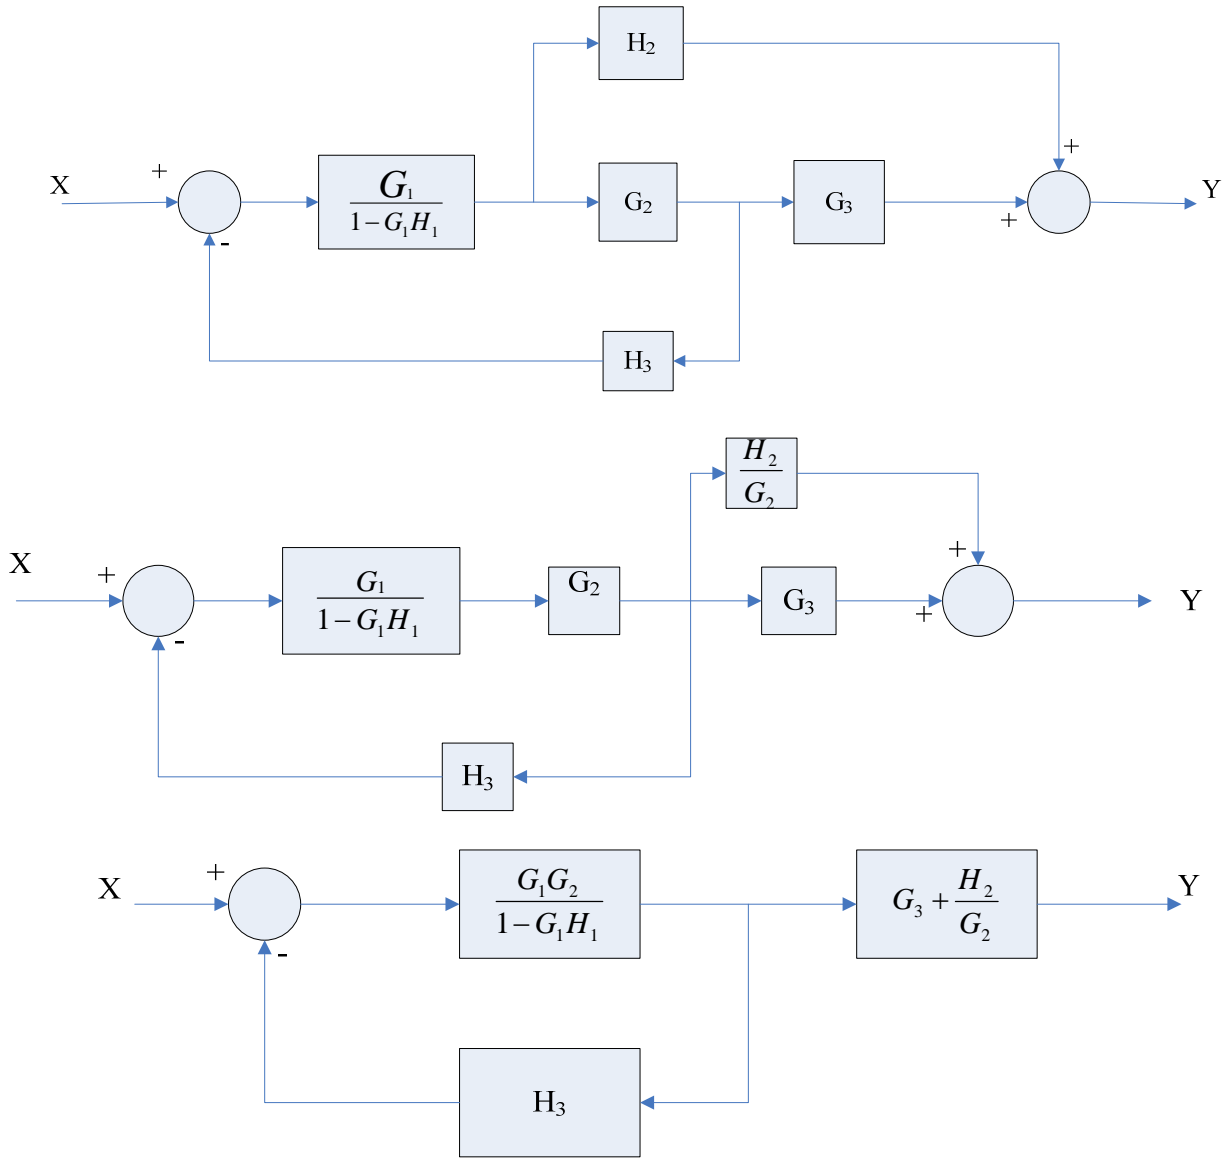 H₂
+
X
+
G₁
1 − G₁H₁
G₂
G₃
+
Y
-
H₃
H₂
G₂
X
+
G₁
1 − G₁H₁
G₂
G₃
+
+
Y
-
H₃
X
+
G₁G₂
1 − G₁H₁
G₃ + H₂
G₂
Y
-
H₃